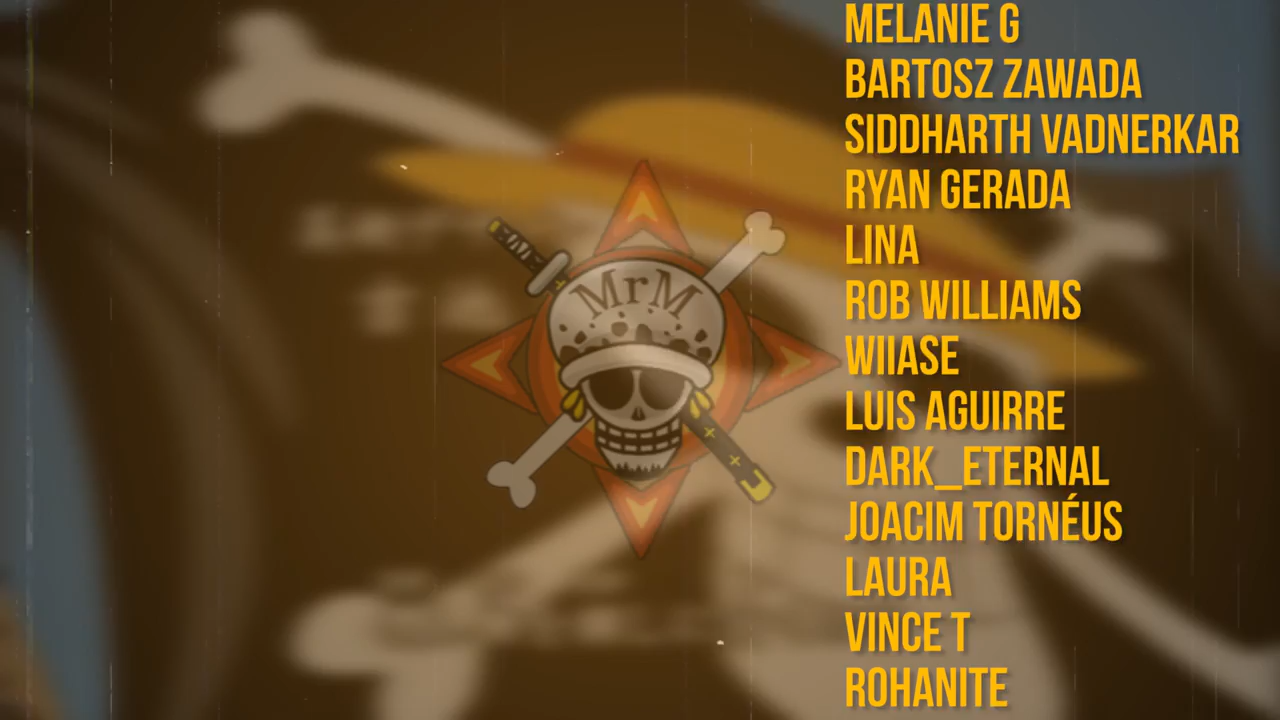 MrM
MELANIE G
BARTOSZ ZAWADA
SIDDHARTH VADNERKAR
RYAN GERADA
LINA
ROB WILLIAMS
WIIASE
LUIS AGUIRRE
DARK_ETERNAL
JOACIM TORNÉUS
LAURA
VINCE T
ROHANITE